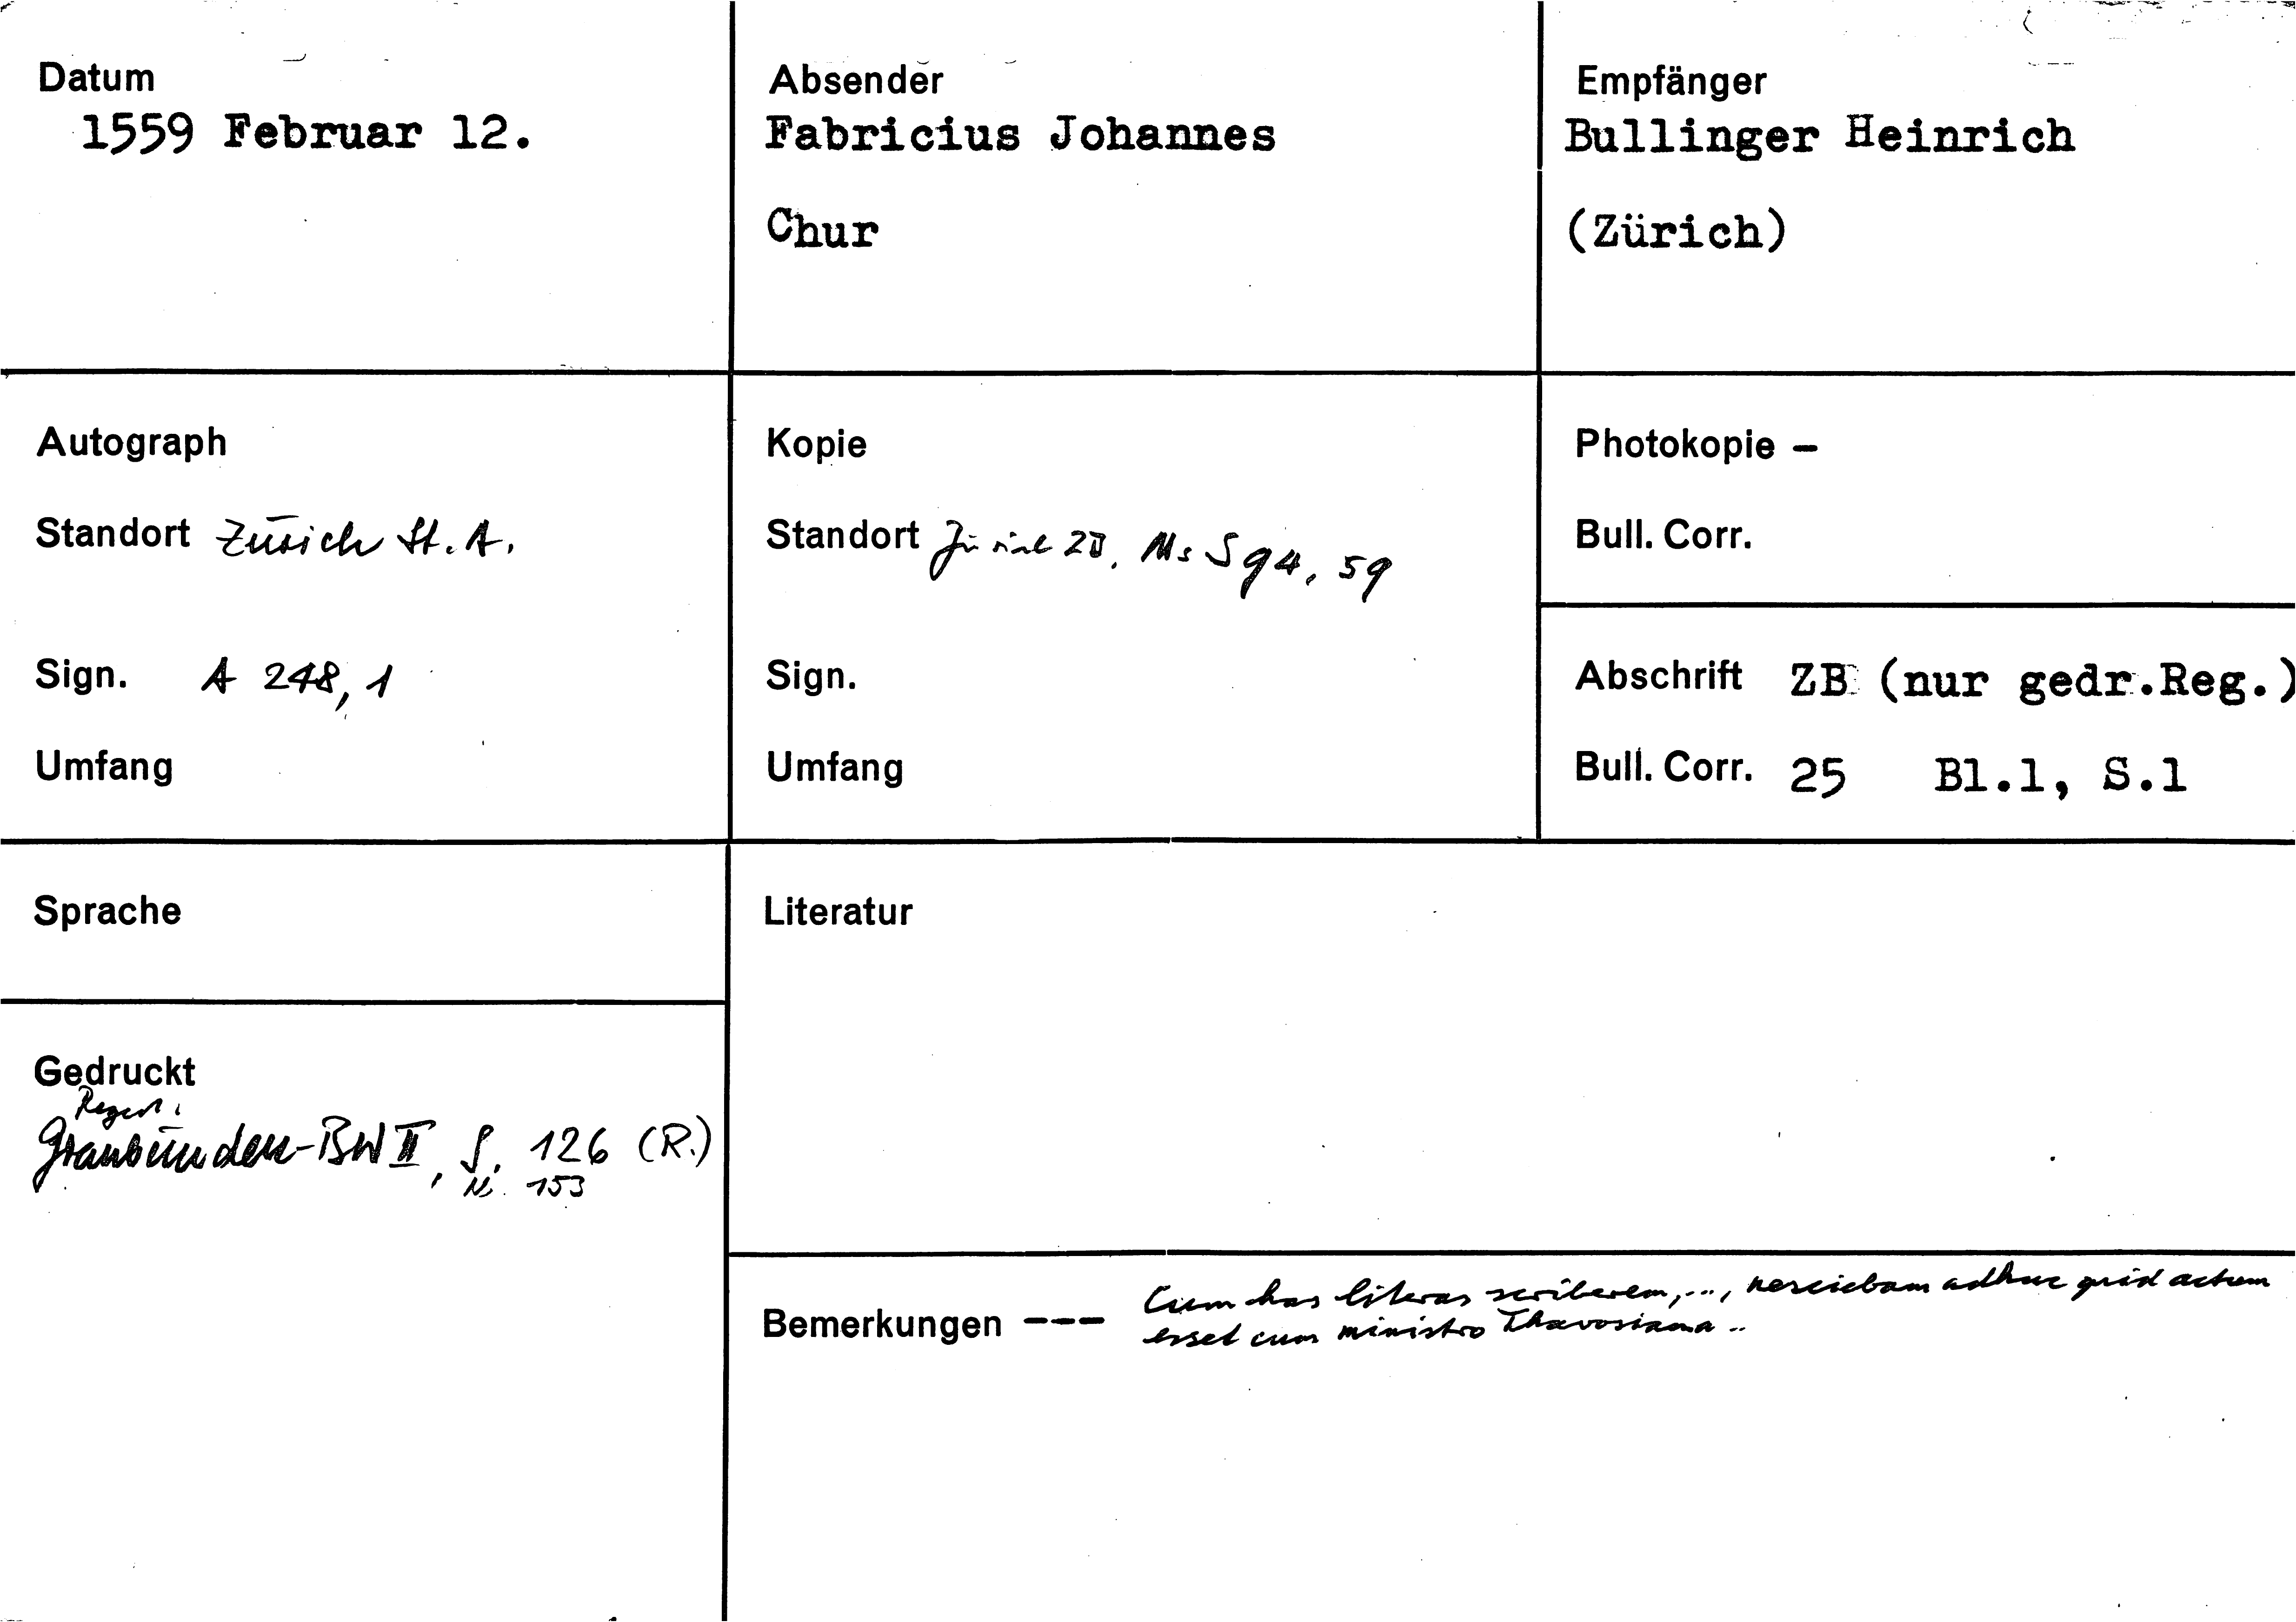 Datum
1559 Februar 12.
Absender
Fabricius Johannes
Chur
Empfänger
Bullinger Heinrich
(Zürich)
Autograph
Standort Zürich St. A.
Sign. A 248, 1
Umfang
Kopie
Standort Zürich ZB, Ms S 94, 59
Sign.
Umfang
Photokopie –
Bull. Corr.
Abschrift ZB (nur gedr.Reg.)
Bull. Corr. 25 Bl.1, S.1
Sprache
Gedruckt
Regest:
Graubünden-BW II, S. 126 (R.)
N. 153
Literatur
Bemerkungen --- Cum has literas scriberem,..., nesciebam adhuc quid actum
esset cum ministro Thavosiana ..